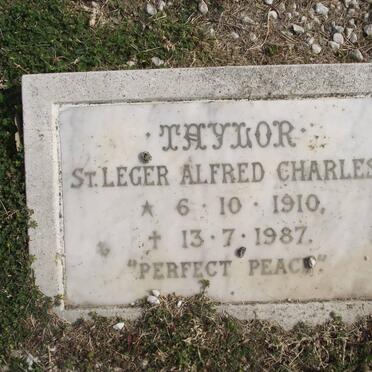 · TAYLOR ·
ST. LEGER ALFRED CHARLES
★ 6 · 10 · 1910.
✝ 13 · 7 · 1987.
"PERFECT PEACE"